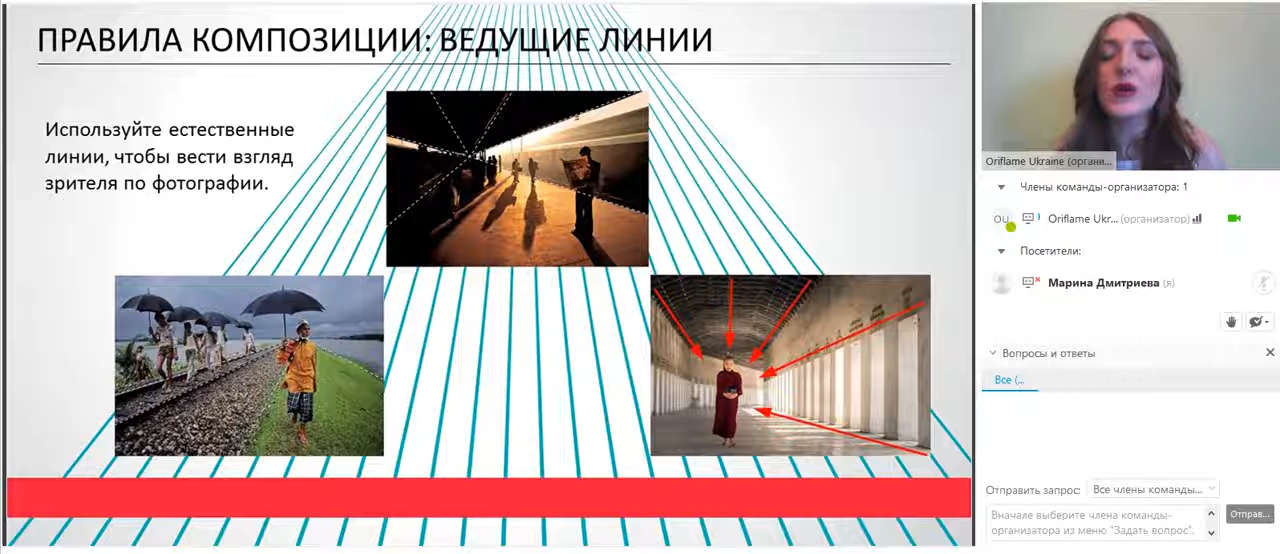 ПРАВИЛА КОМПОЗИЦИИ: ВЕДУЩИЕ ЛИНИИ
Используйте естественные
линии, чтобы вести взгляд
зрителя по фотографии.
Oriflame Ukraine (органи...
Члены команды-организатора: 1
OU
Oriflame Ukr... (организатор)
Посетители:
Марина Дмитриева (я)
Вопросы и ответы
Все (...
Отправить запрос:
Все члены команды...
Вначале выберите члена команды-
организатора из меню "Задать вопрос".
Отправ...